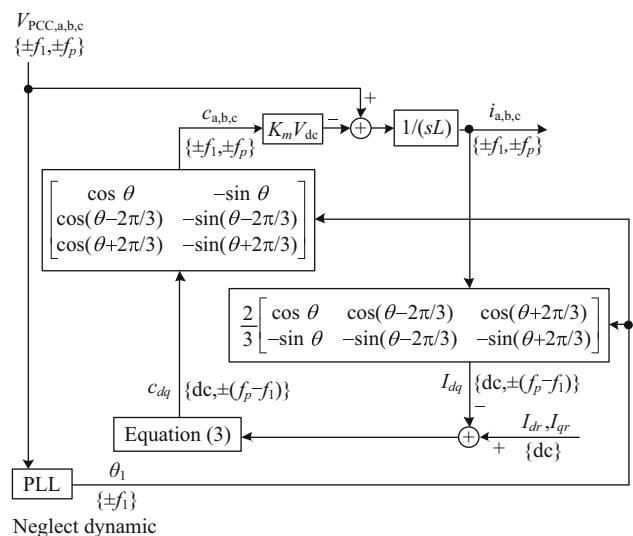 V_PCC,a,b,c
{±f_1,±f_p}
+
c_a,b,c
{±f_1,±f_p}
K_m V_dc
−
+
1/(sL)
i_a,b,c
{±f_1,±f_p}
cos θ −sin θ
cos(θ−2π/3) −sin(θ−2π/3)
cos(θ+2π/3) −sin(θ+2π/3)
2/3 cos θ cos(θ−2π/3) cos(θ+2π/3)
−sin θ −sin(θ−2π/3) −sin(θ+2π/3)
c_dq {dc,±(f_p−f_1)}
I_dq {dc,±(f_p−f_1)}
−
Equation (3)
+
+
I_dr ,I_qr
{dc}
PLL
θ_1
{±f_1}
Neglect dynamic